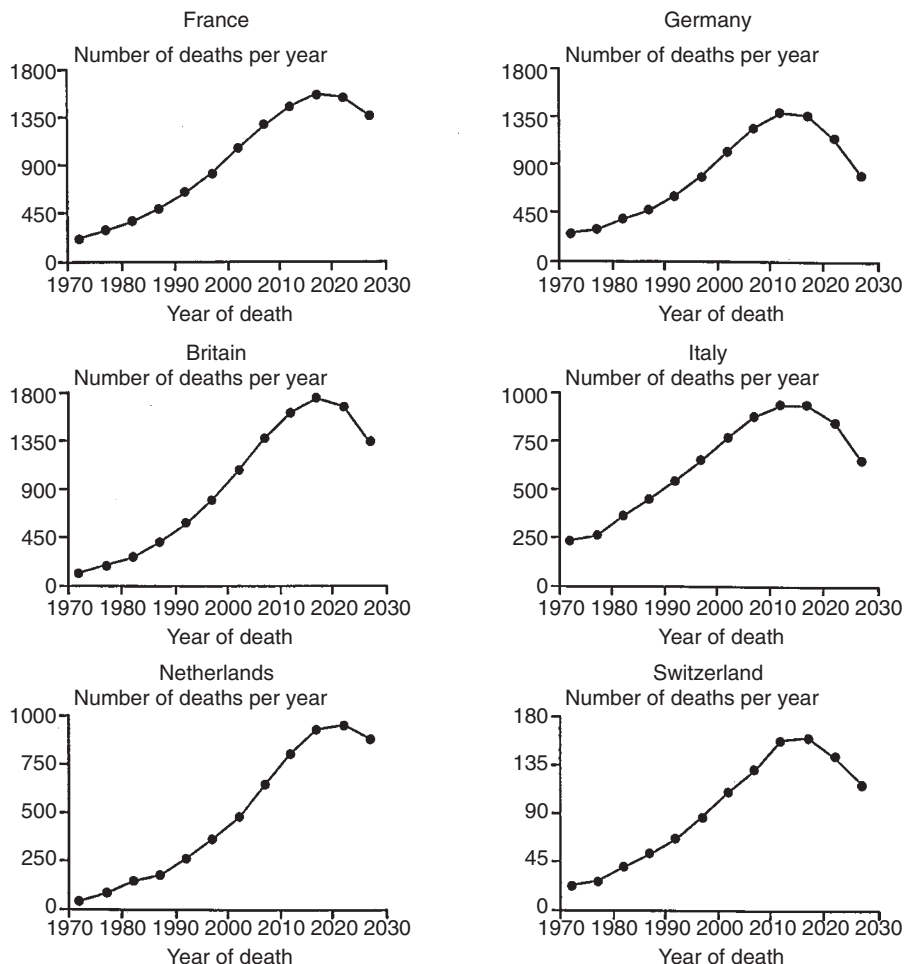 France
Number of deaths per year
1800
1350
900
450
0
1970 1980 1990 2000 2010 2020 2030
Year of death
Germany
Number of deaths per year
1800
1350
900
450
0
1970 1980 1990 2000 2010 2020 2030
Year of death
Britain
Number of deaths per year
1800
1350
900
450
0
1970 1980 1990 2000 2010 2020 2030
Year of death
Italy
Number of deaths per year
1000
750
500
250
0
1970 1980 1990 2000 2010 2020 2030
Year of death
Netherlands
Number of deaths per year
1000
750
500
250
0
1970 1980 1990 2000 2010 2020 2030
Year of death
Switzerland
Number of deaths per year
180
135
90
45
0
1970 1980 1990 2000 2010 2020 2030
Year of death